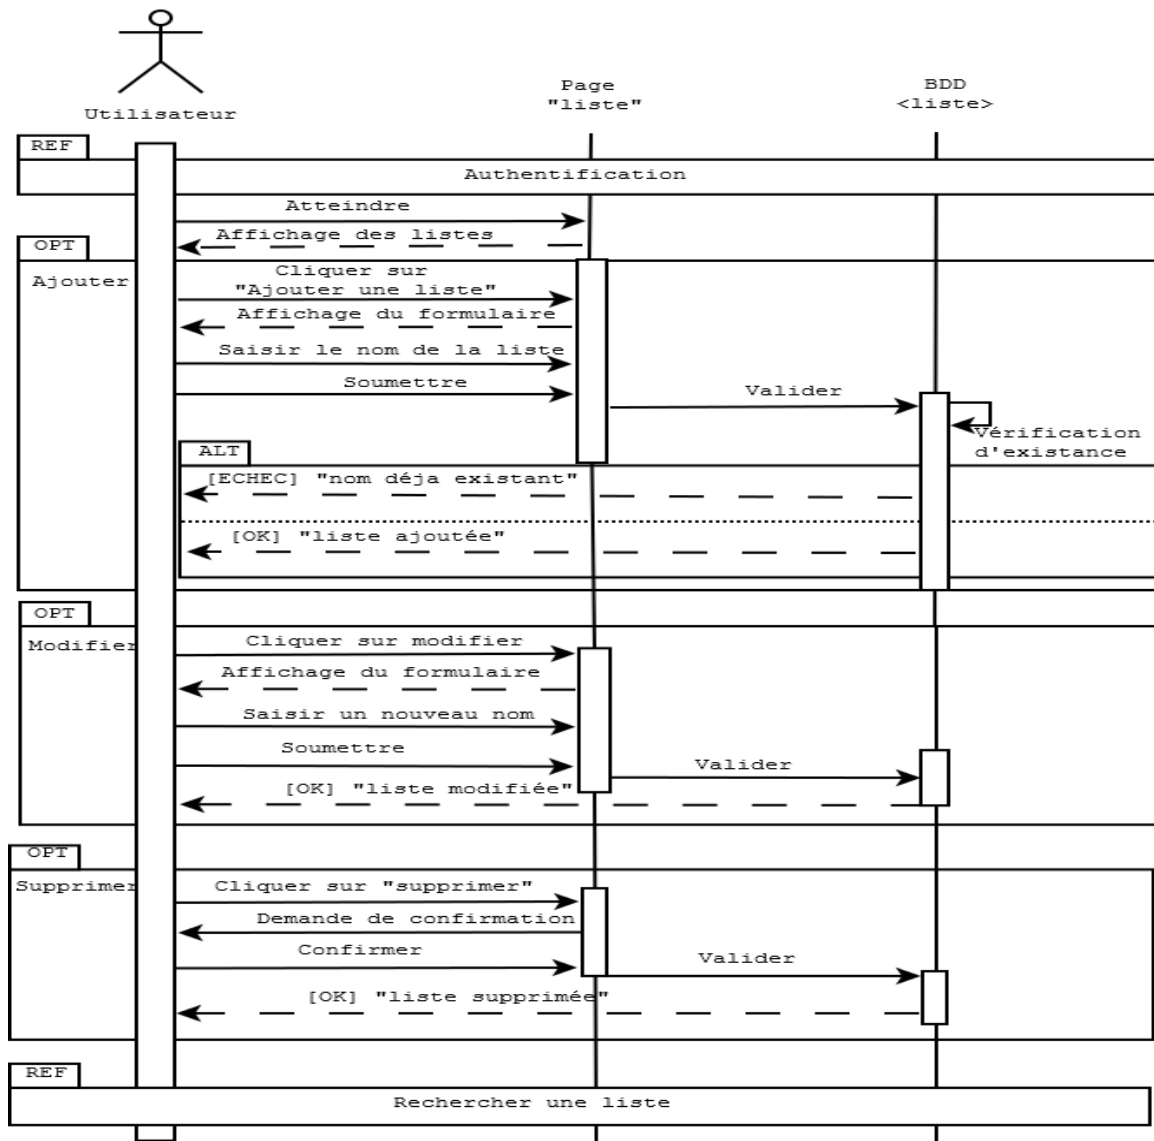 Utilisateur
Page
"liste"
BDD
<liste>
REF
Authentification
Atteindre
Affichage des listes
OPT
Ajouter
Cliquer sur
"Ajouter une liste"
Affichage du formulaire
Saisir le nom de la liste
Soumettre
Valider
Vérification
d'existance
ALT
[ECHEC] "nom déja existant"
[OK] "liste ajoutée"
OPT
Modifier
Cliquer sur modifier
Affichage du formulaire
Saisir un nouveau nom
Soumettre
Valider
[OK] "liste modifiée"
OPT
Supprimer
Cliquer sur "supprimer"
Demande de confirmation
Confirmer
Valider
[OK] "liste supprimée"
REF
Rechercher une liste